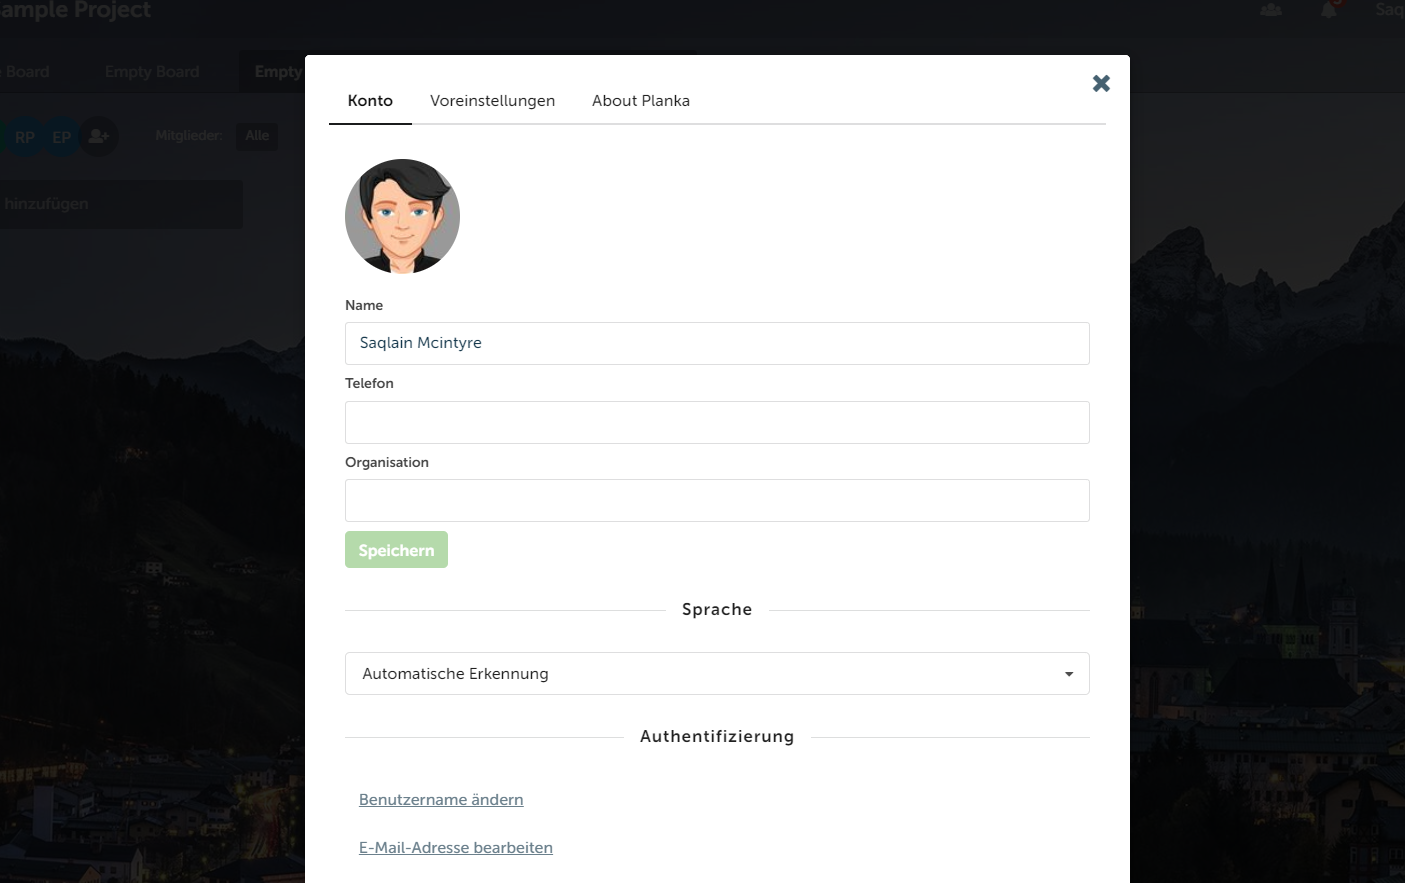 ample Project
Saq
Board
Empty Board
Empty
Konto
Voreinstellungen
About Planka
RP
EP
Mitglieder:
Alle
hinzufügen
Name
Saqlain Mcintyre
Telefon
Organisation
Speichern
Sprache
Automatische Erkennung
Authentifizierung
Benutzername ändern
E-Mail-Adresse bearbeiten